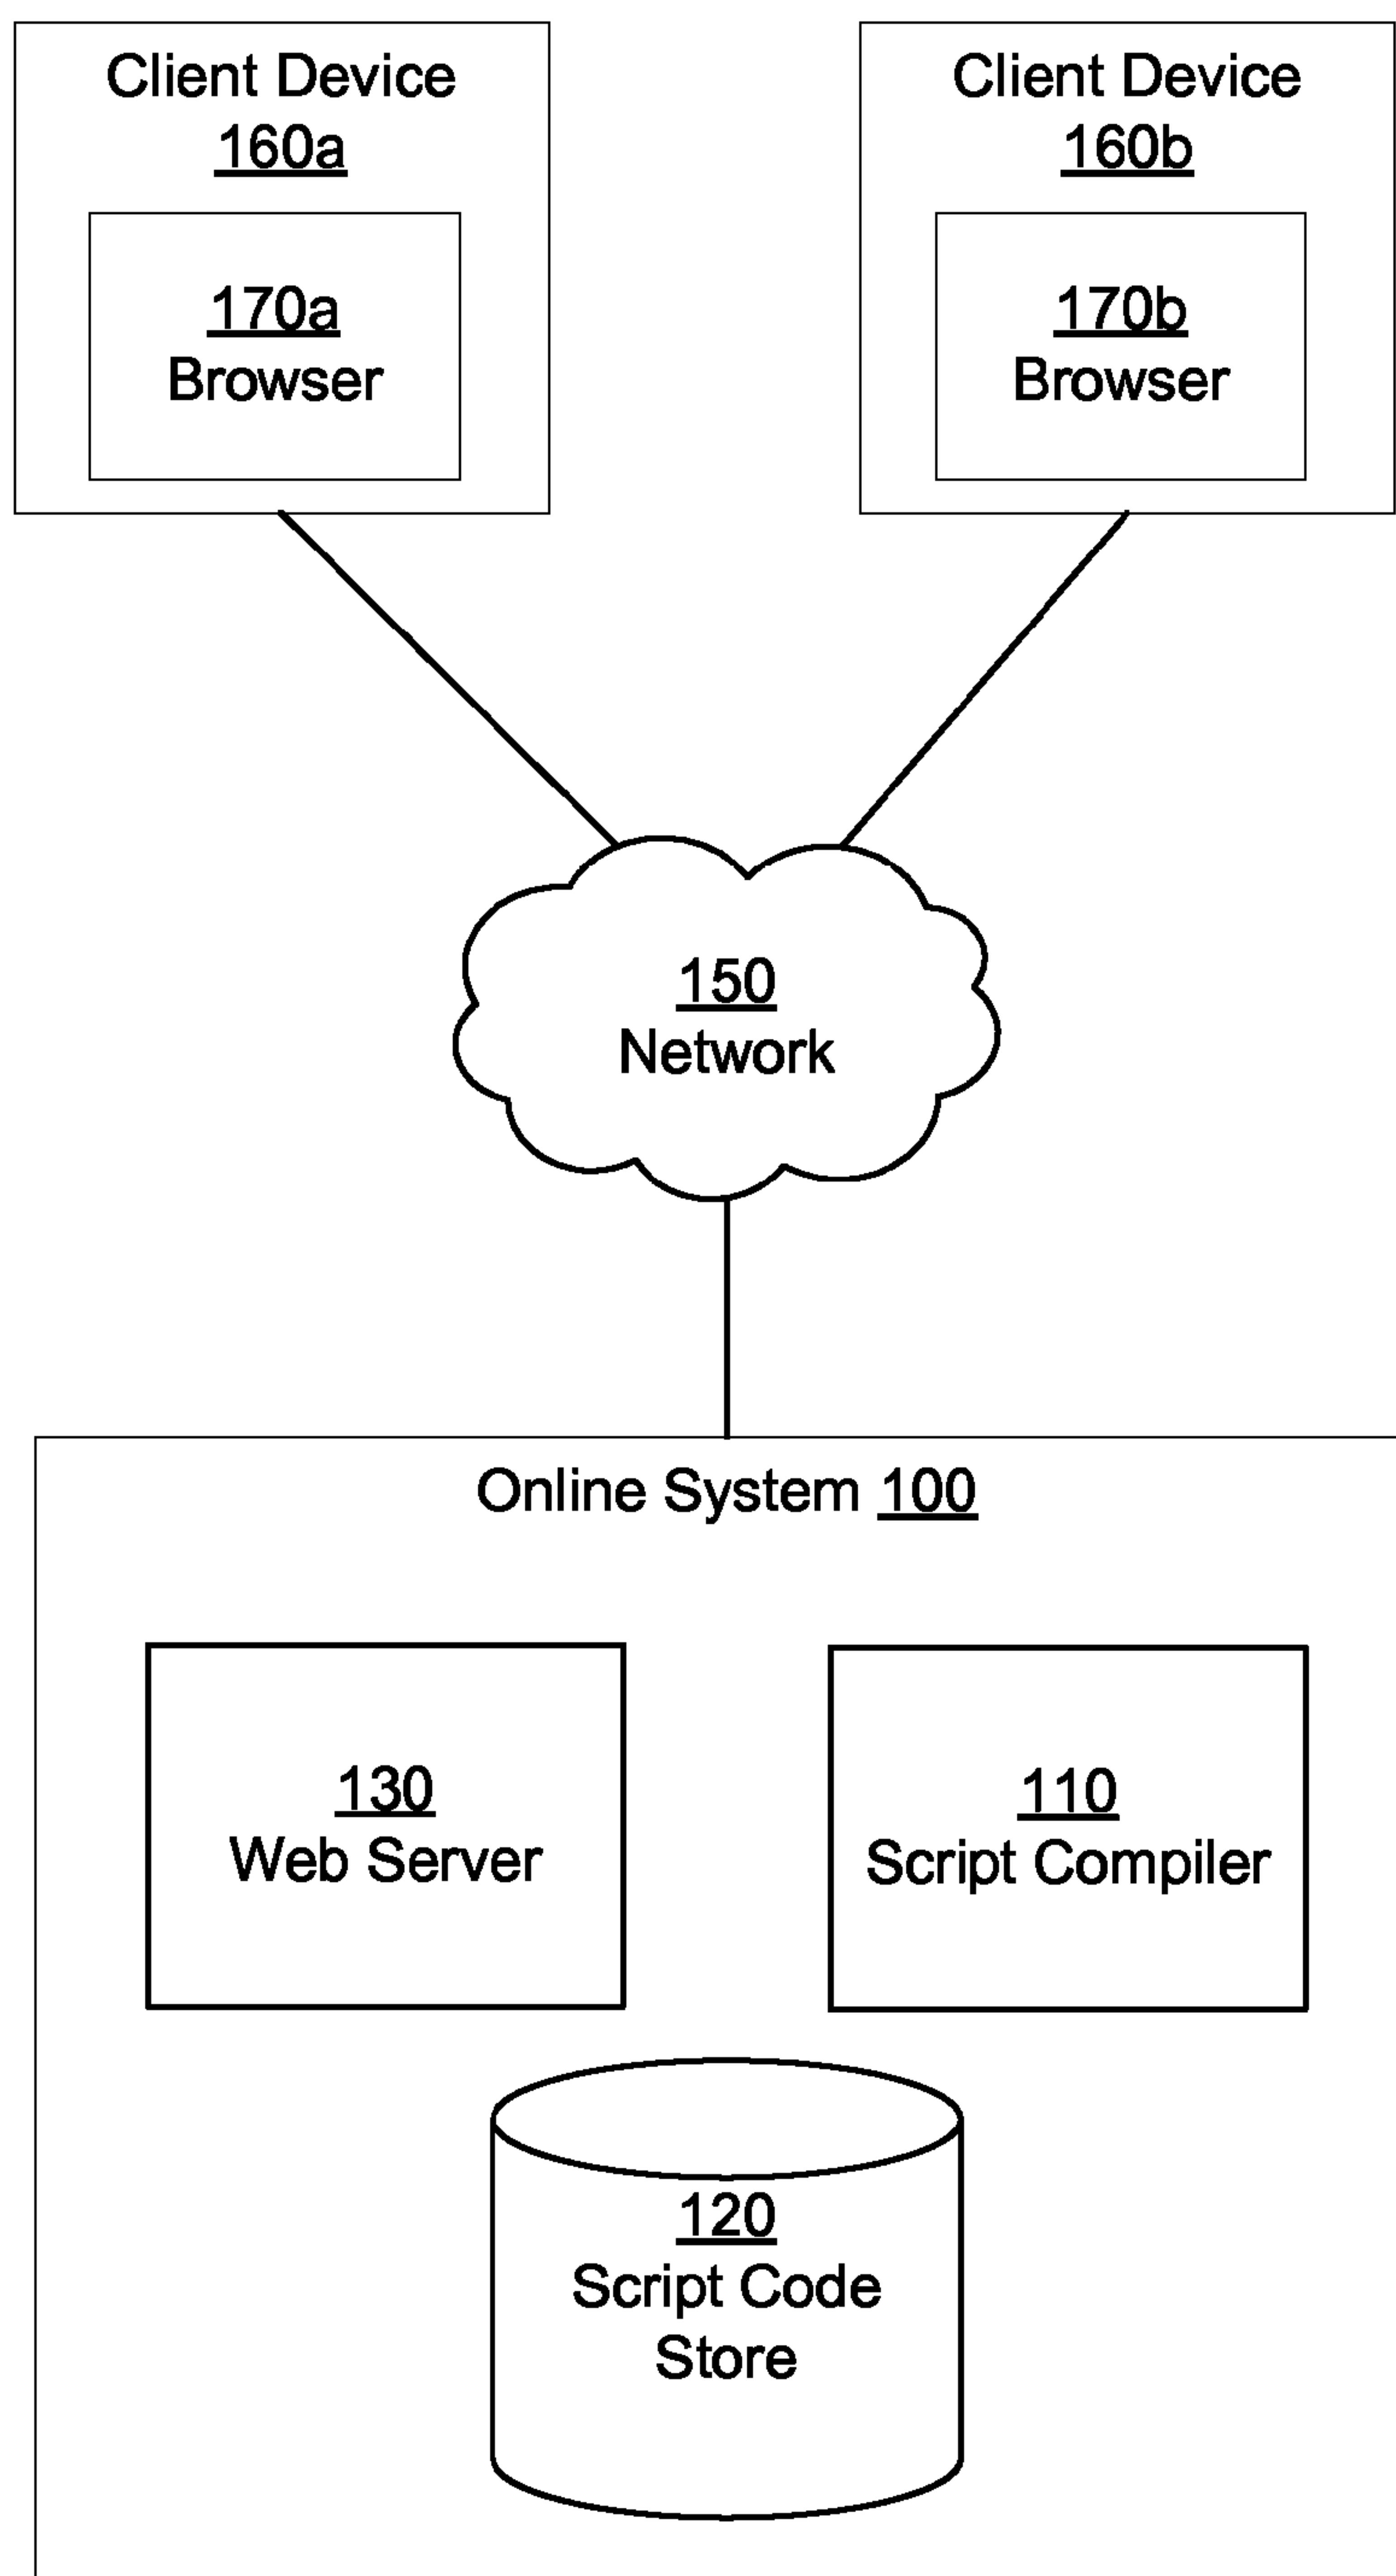 Client Device
160a
170a
Browser
Client Device
160b
170b
Browser
150
Network
Online System 100
130
Web Server
110
Script Compiler
120
Script Code
Store